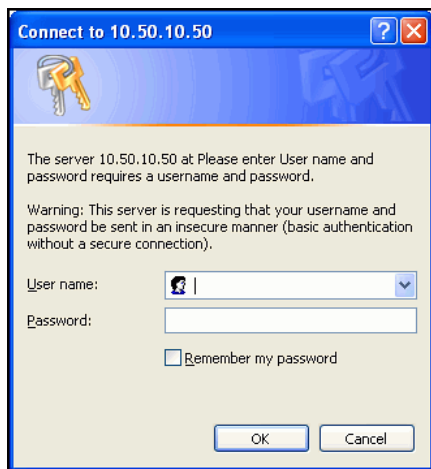 Connect to 10.50.10.50
The server 10.50.10.50 at Please enter User name and
password requires a username and password.
Warning: This server is requesting that your username and
password be sent in an insecure manner (basic authentication
without a secure connection).
User name:
Password:
Remember my password
OK
Cancel